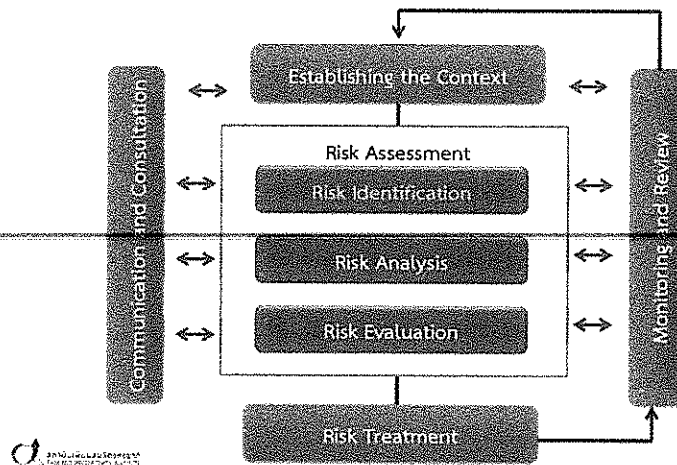 Establishing the Context
Communication and Consultation
Risk Assessment
Risk Identification
Risk Analysis
Risk Evaluation
Monitoring and Review
Risk Treatment